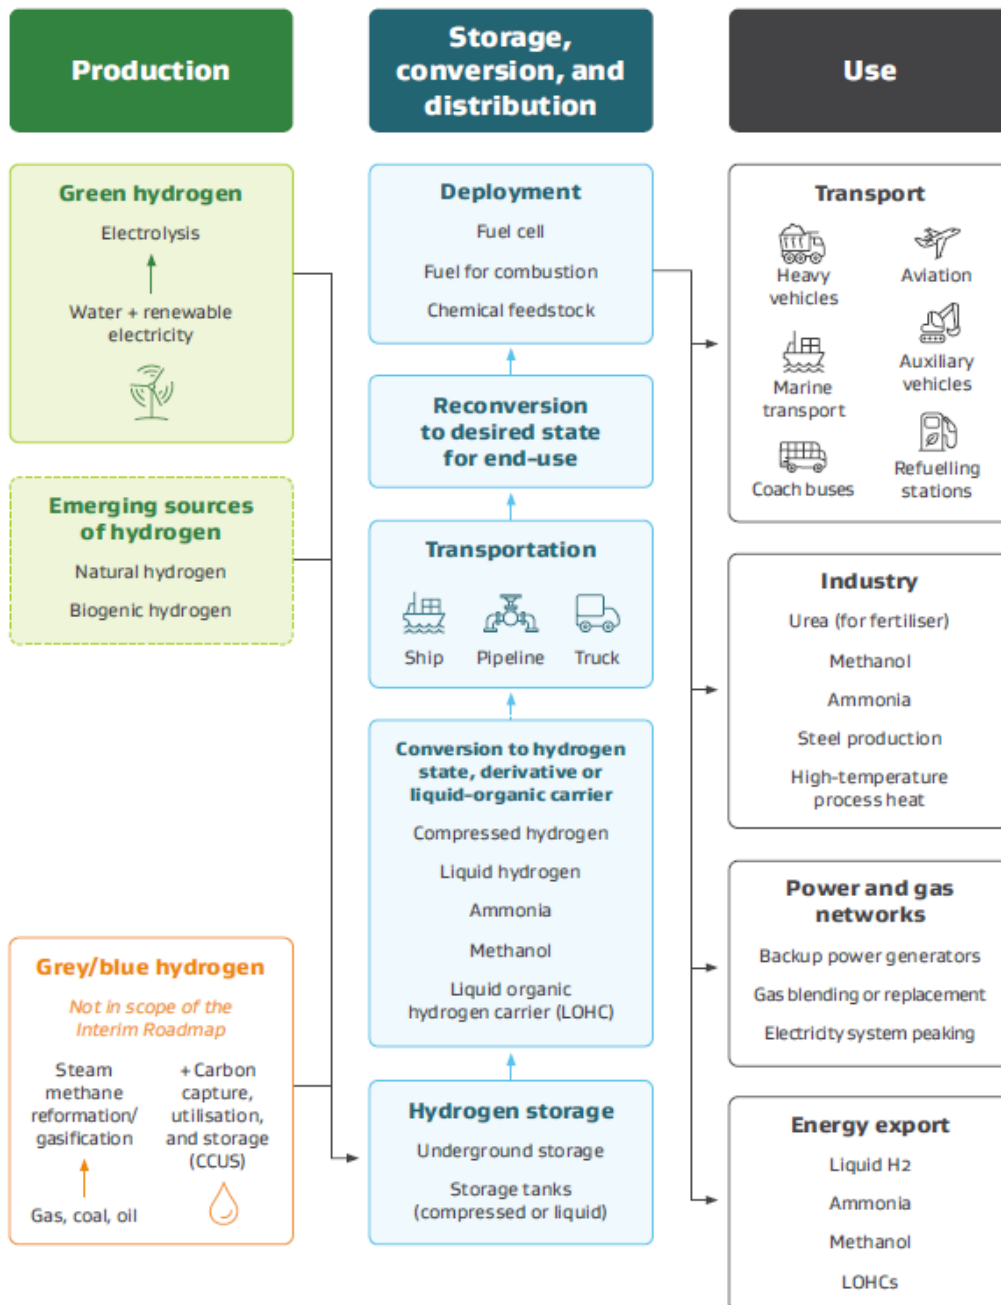 Production
Green hydrogen
Electrolysis
Water + renewable
electricity
Emerging sources
of hydrogen
Natural hydrogen
Biogenic hydrogen
Grey/blue hydrogen
Not in scope of the
Interim Roadmap
Steam
methane
reformation/
gasification
Gas, coal, oil
+ Carbon
capture,
utilisation,
and storage
(CCUS)
Storage,
conversion, and
distribution
Deployment
Fuel cell
Fuel for combustion
Chemical feedstock
Reconversion
to desired state
for end-use
Transportation
Ship
Pipeline
Truck
Conversion to hydrogen
state, derivative or
liquid-organic carrier
Compressed hydrogen
Liquid hydrogen
Ammonia
Methanol
Liquid organic
hydrogen carrier (LOHC)
Hydrogen storage
Underground storage
Storage tanks
(compressed or liquid)
Use
Transport
Heavy
vehicles
Aviation
Marine
transport
Auxiliary
vehicles
Coach buses
Refuelling
stations
Industry
Urea (for fertiliser)
Methanol
Ammonia
Steel production
High-temperature
process heat
Power and gas
networks
Backup power generators
Gas blending or replacement
Electricity system peaking
Energy export
Liquid H2
Ammonia
Methanol
LOHCs